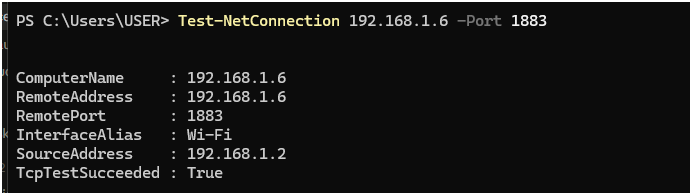 PS C:\Users\USER> Test-NetConnection 192.168.1.6 -Port 1883
ComputerName     : 192.168.1.6
RemoteAddress    : 192.168.1.6
RemotePort       : 1883
InterfaceAlias   : Wi-Fi
SourceAddress    : 192.168.1.2
TcpTestSucceeded : True